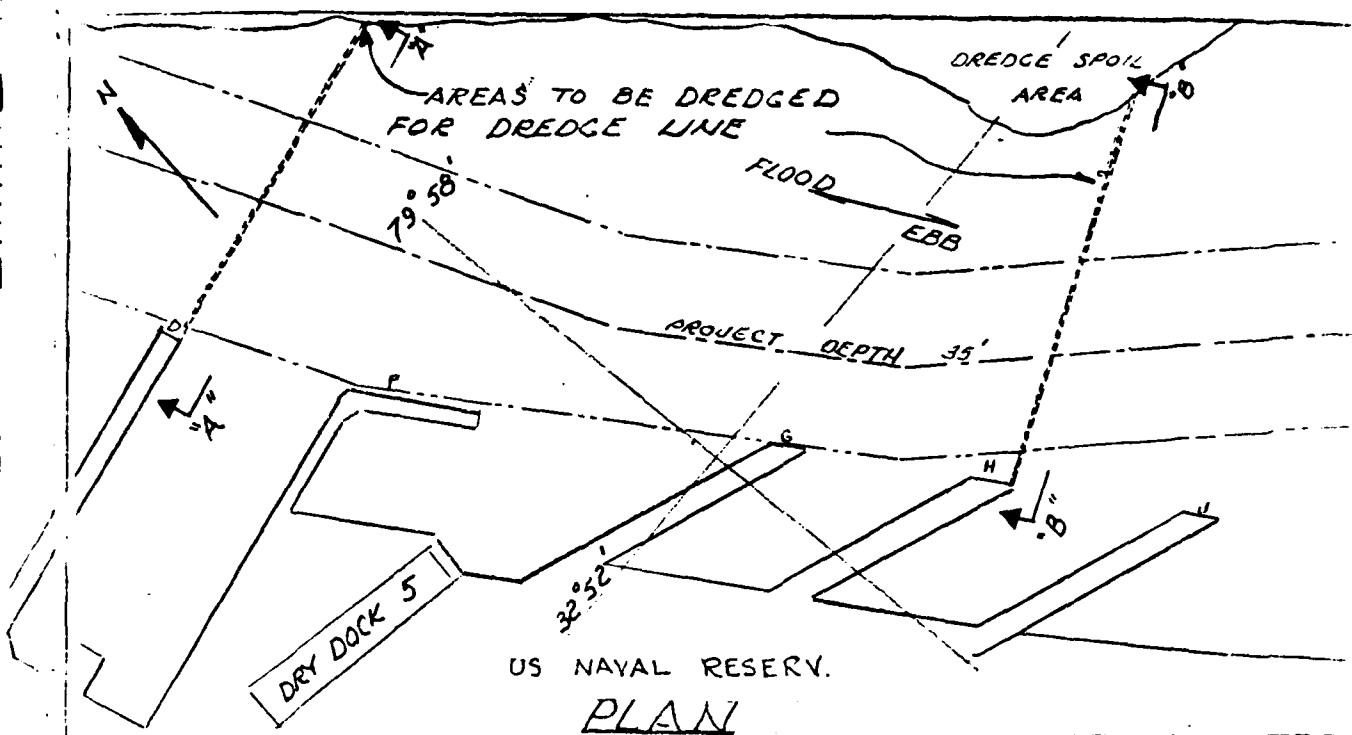 "A"
DREDGE SPOIL
AREA
"B"
AREAS TO BE DREDGED
FOR DREDGE LINE
N
79° 58'
FLOOD
EBB
PROJECT DEPTH 35'
D
"A"
P
G
H
"B"
J
DRY DOCK 5
32° 52'
US NAVAL RESERV.
PLAN